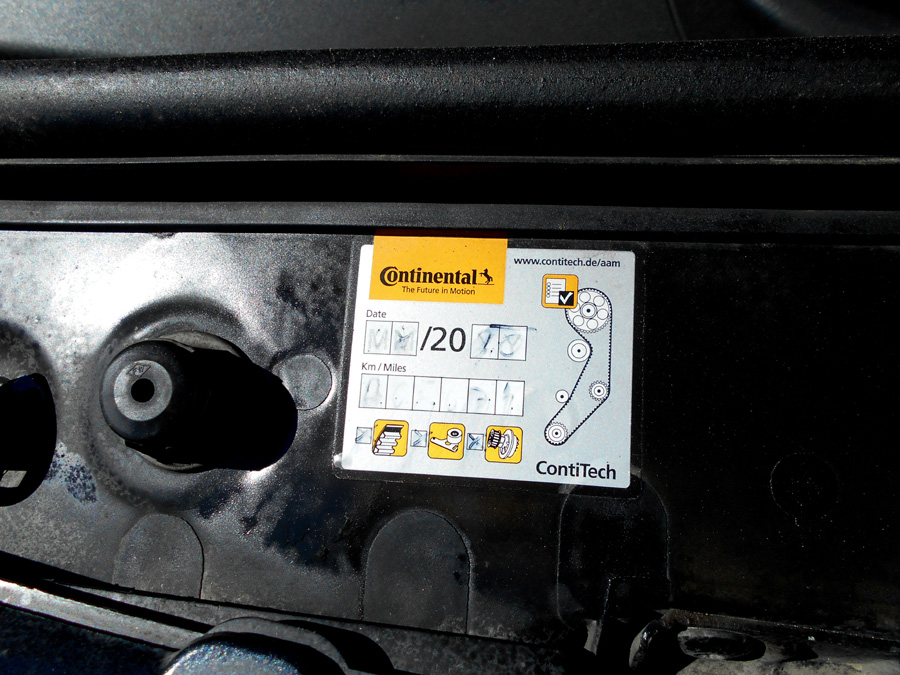 Continental
The Future in Motion
www.contitech.de/aam
Date
/20
Km / Miles
ContiTech